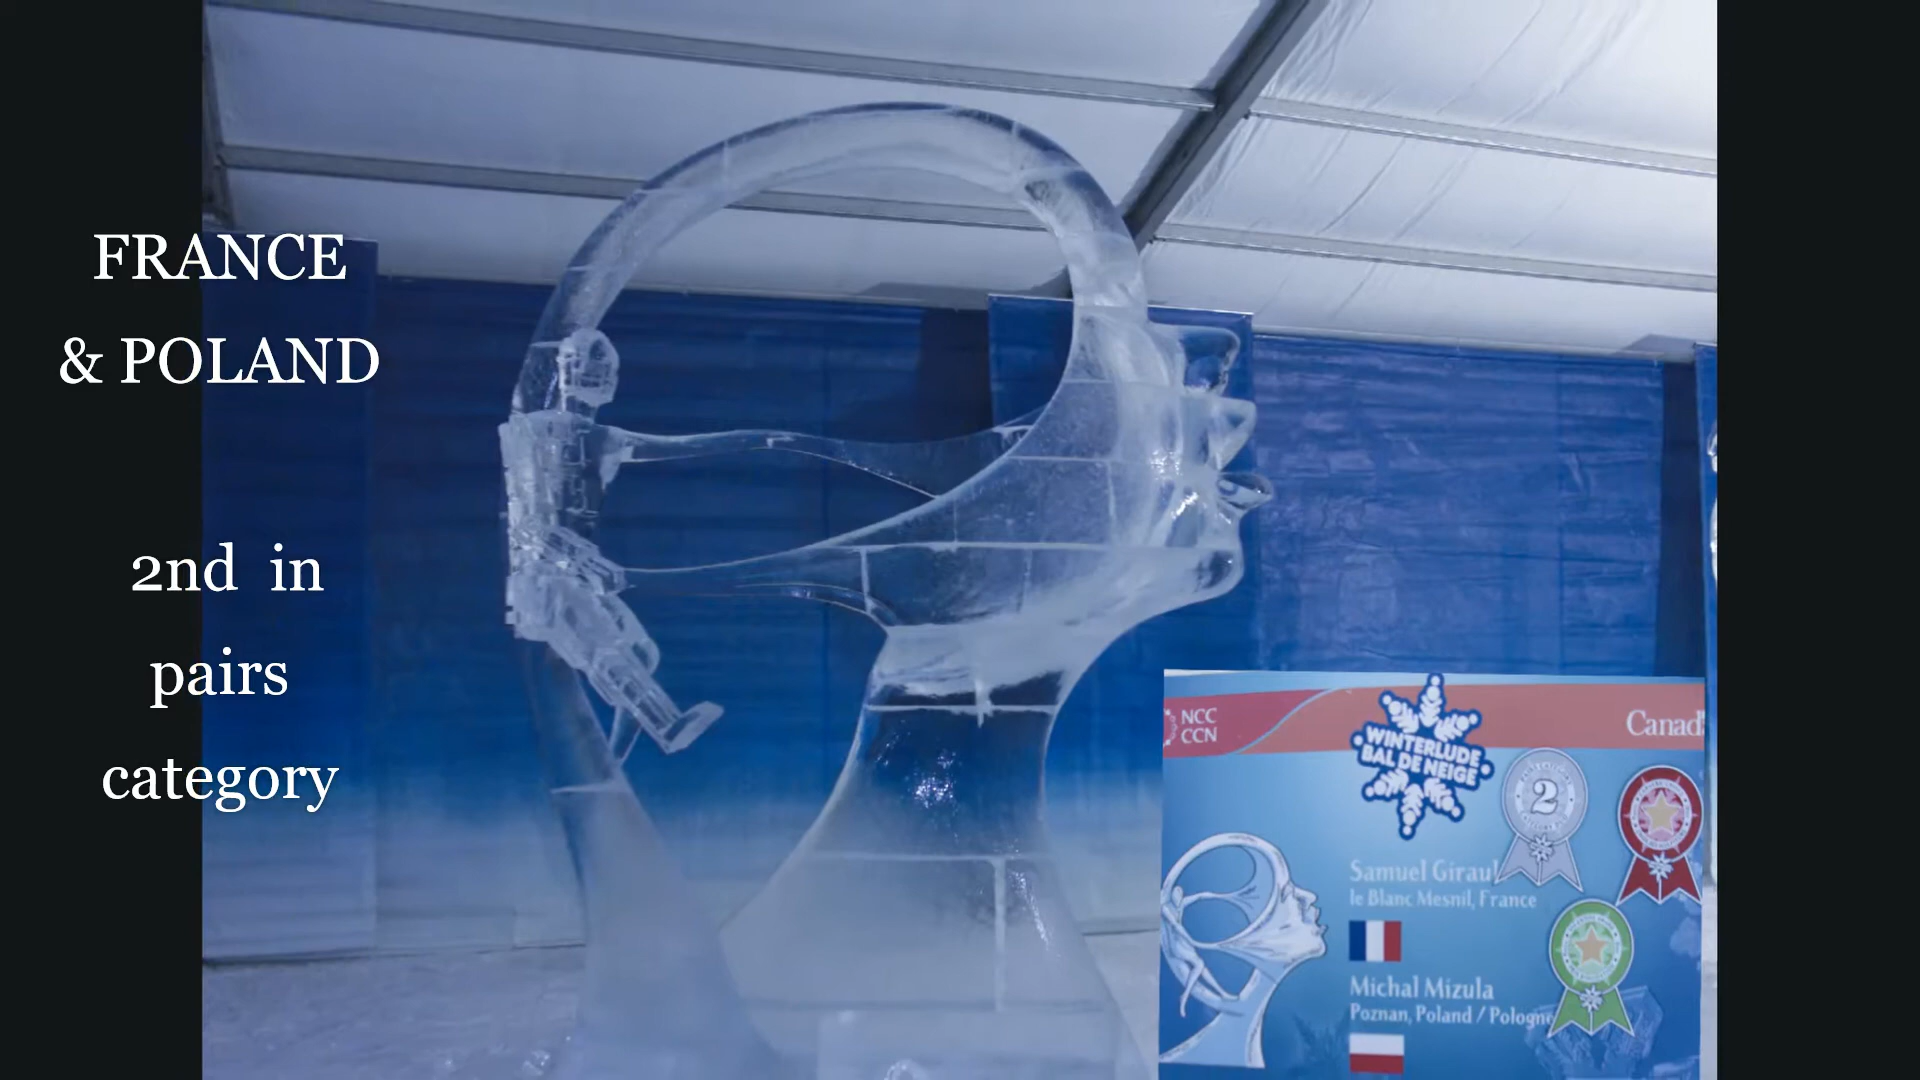 FRANCE
& POLAND
2nd in
pairs
category
NCC
CCN
WINTERLUDE
BAL DE NEIGE
2
Samuel
le Blanc Mesnil, France
Michal Mizula
Poznan, Poland / Pologne